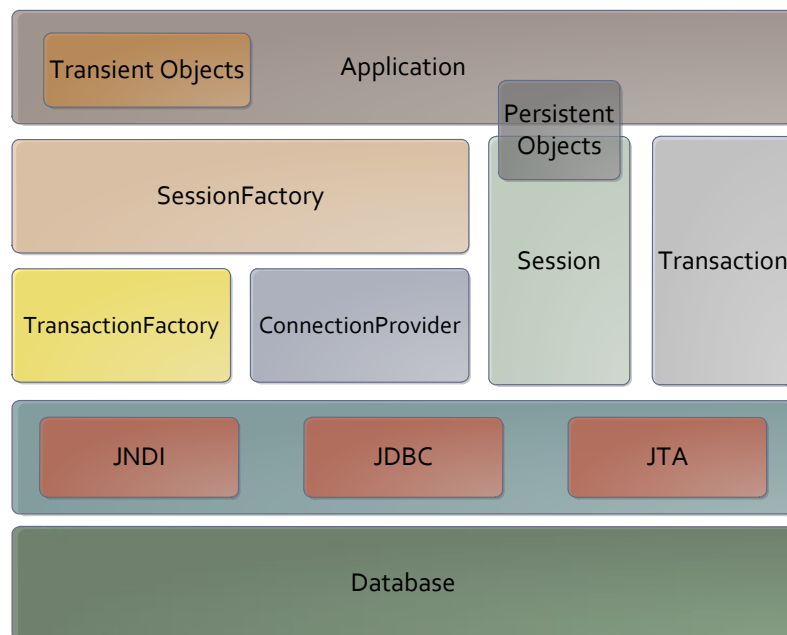 Transient Objects
Application
Persistent
Objects
SessionFactory
Session
Transaction
TransactionFactory
ConnectionProvider
JNDI
JDBC
JTA
Database